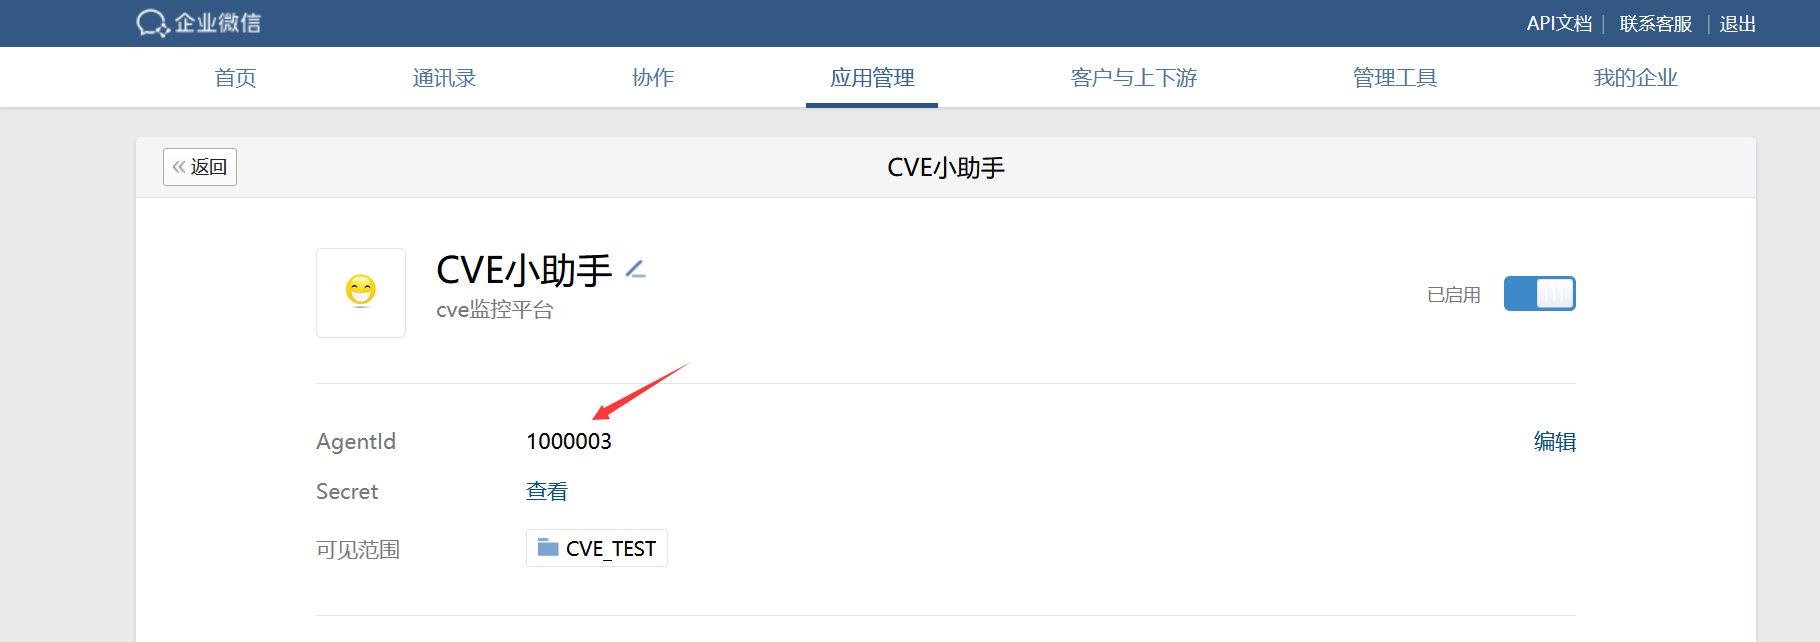 企业微信
API文档 | 联系客服 | 退出
首页 通讯录 协作 应用管理 客户与上下游 管理工具 我的企业
« 返回
CVE小助手
CVE小助手
cve监控平台
已启用
AgentId 1000003 编辑
Secret 查看
可见范围 CVE_TEST